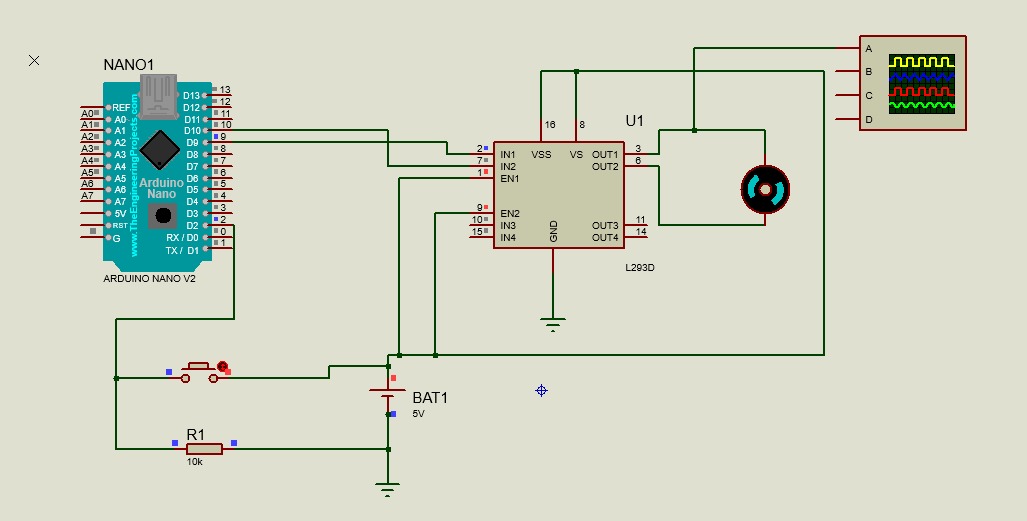 NANO1
www.TheEngineeringProjects.com
Arduino
Nano
REF
A0 A0
A1 A1
A2 A2
A3 A3
A4 A4
A5 A5
A6 A6
A7 A7
5V
RST
G
D13 13
D12 12
D11 11
D10 10
D9 9
D8 8
D7 7
D6 6
D5 5
D4 4
D3 3
D2 2
RX / D0 0
TX / D1 1
ARDUINO NANO V2
U1
16 8
VSS VS
2 IN1
7 IN2
1 EN1
9 EN2
10 IN3
15 IN4
GND
OUT1 3
OUT2 6
OUT3 11
OUT4 14
L293D
A
B
C
D
BAT1
5V
R1
10k